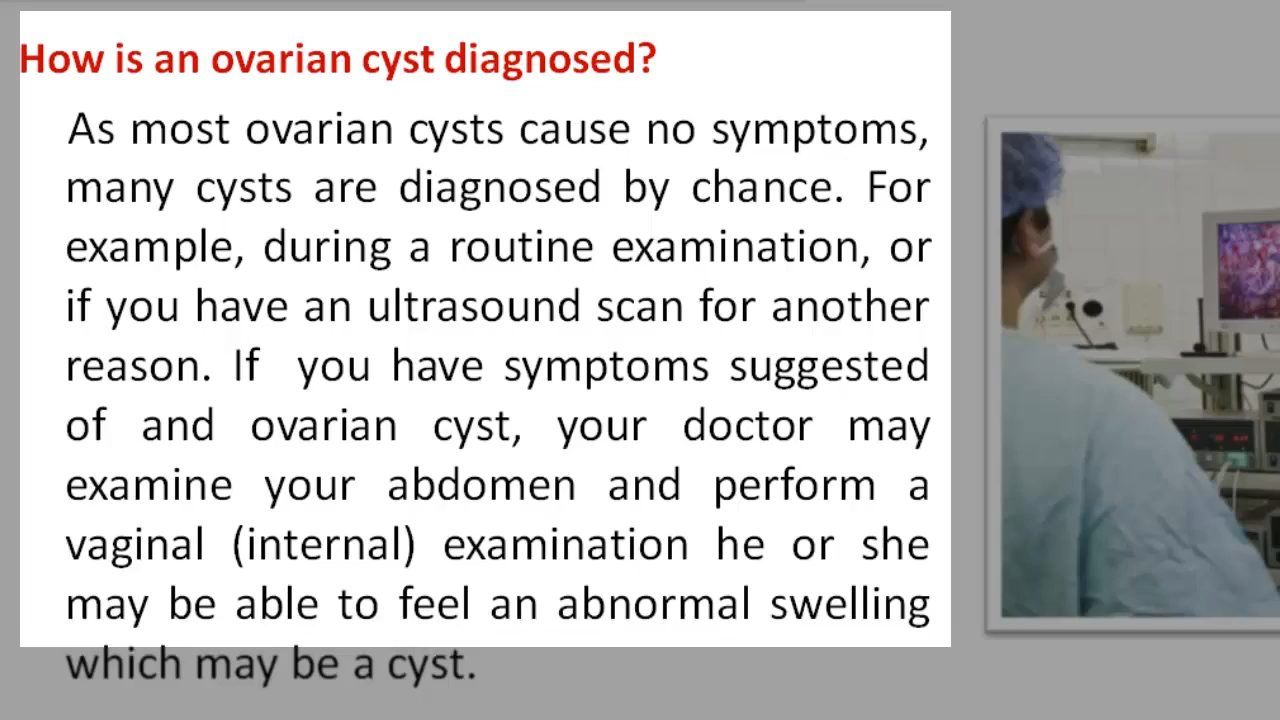 How is an ovarian cyst diagnosed?
As most ovarian cysts cause no symptoms,
many cysts are diagnosed by chance. For
example, during a routine examination, or
if you have an ultrasound scan for another
reason. If you have symptoms suggested
of and ovarian cyst, your doctor may
examine your abdomen and perform a
vaginal (internal) examination he or she
may be able to feel an abnormal swelling
which may be a cyst.